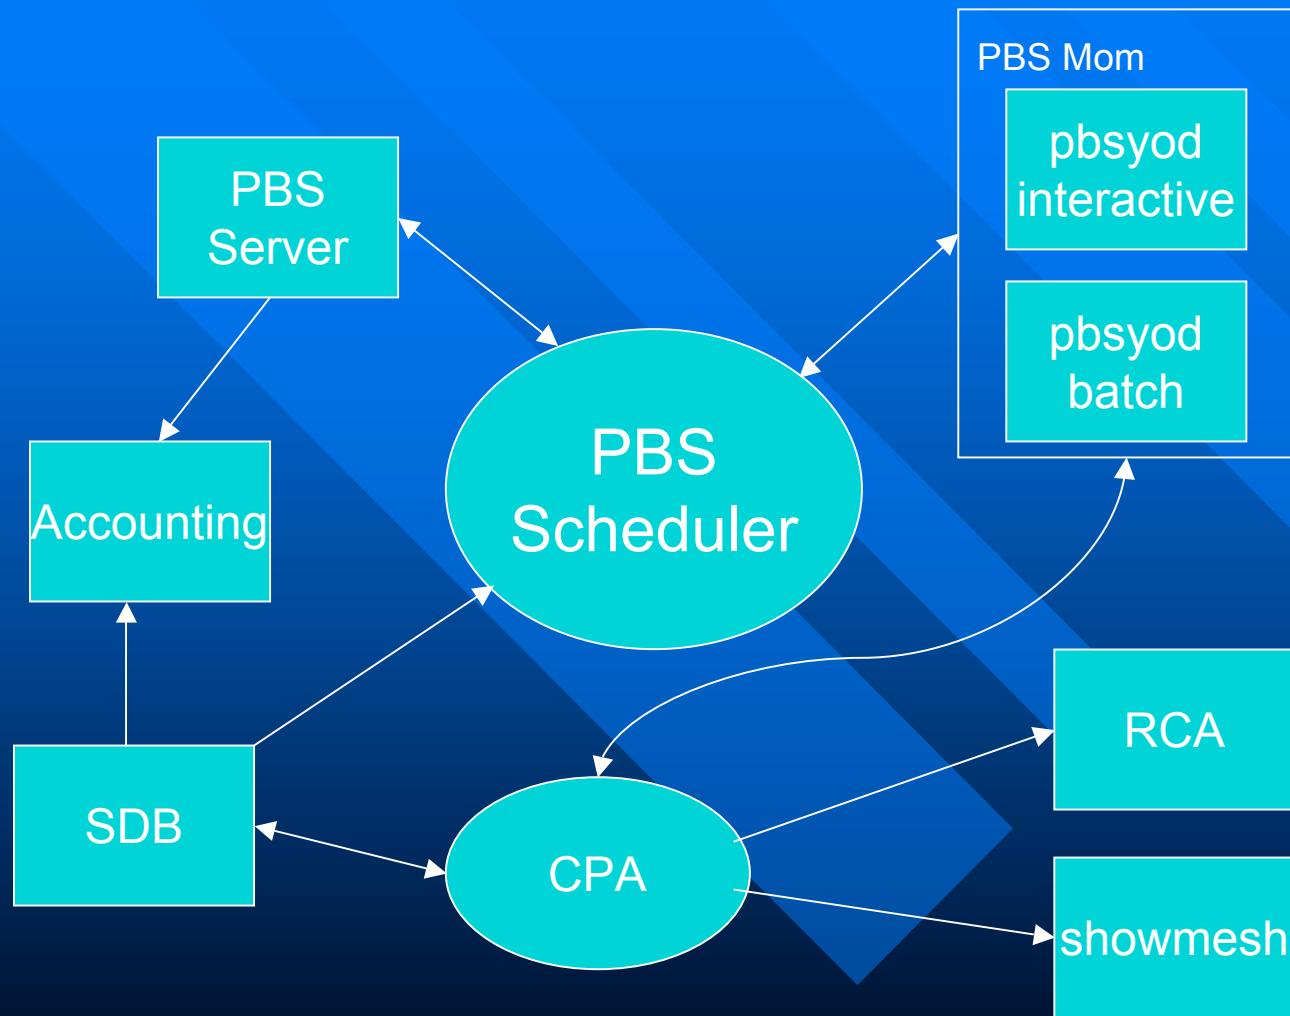 PBS Mom
pbsyod
interactive
PBS
Server
pbsyod
batch
PBS
Scheduler
Accounting
RCA
SDB
CPA
showmesh